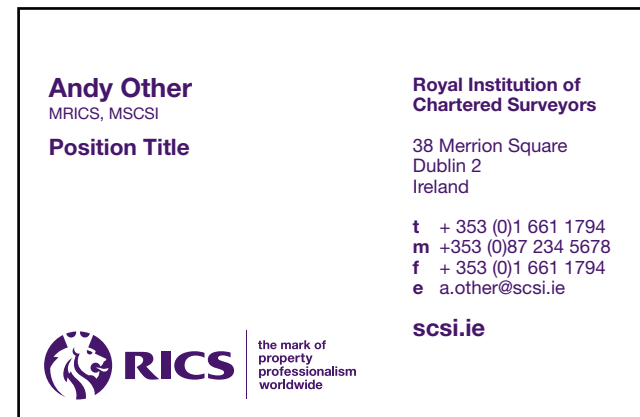 Andy Other
MRICS, MSCSI
Position Title
Royal Institution of
Chartered Surveyors
38 Merrion Square
Dublin 2
Ireland
t + 353 (0)1 661 1794
m +353 (0)87 234 5678
f + 353 (0)1 661 1794
e a.other@scsi.ie
scsi.ie
RICS
the mark of
property
professionalism
worldwide